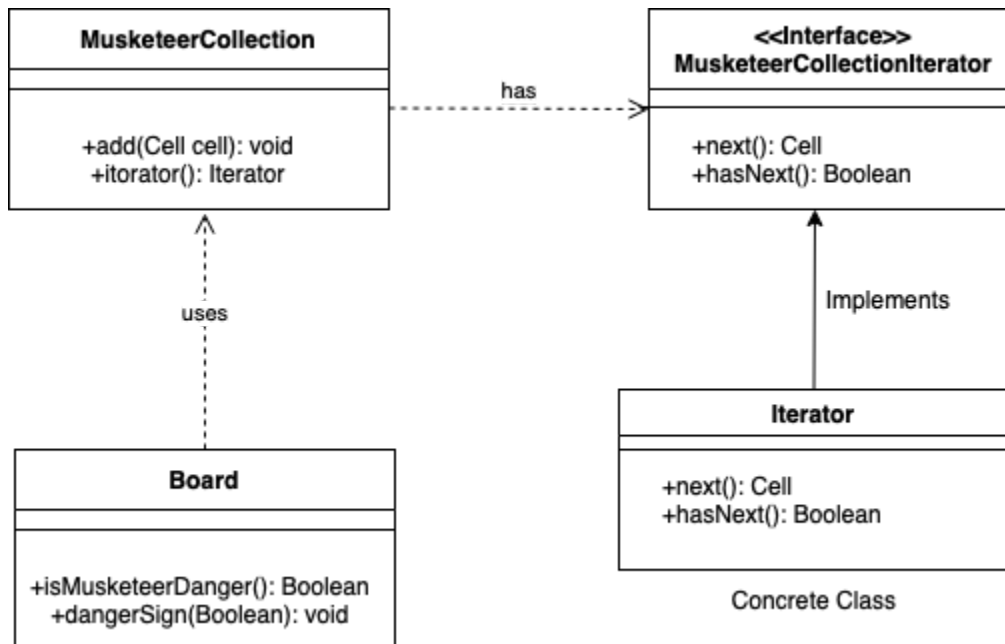 MusketeerCollection
+add(Cell cell): void
+itorator(): Iterator
has
<<Interface>>
MusketeerCollectionIterator
+next(): Cell
+hasNext(): Boolean
uses
Implements
Board
+isMusketeerDanger(): Boolean
+dangerSign(Boolean): void
Iterator
+next(): Cell
+hasNext(): Boolean
Concrete Class